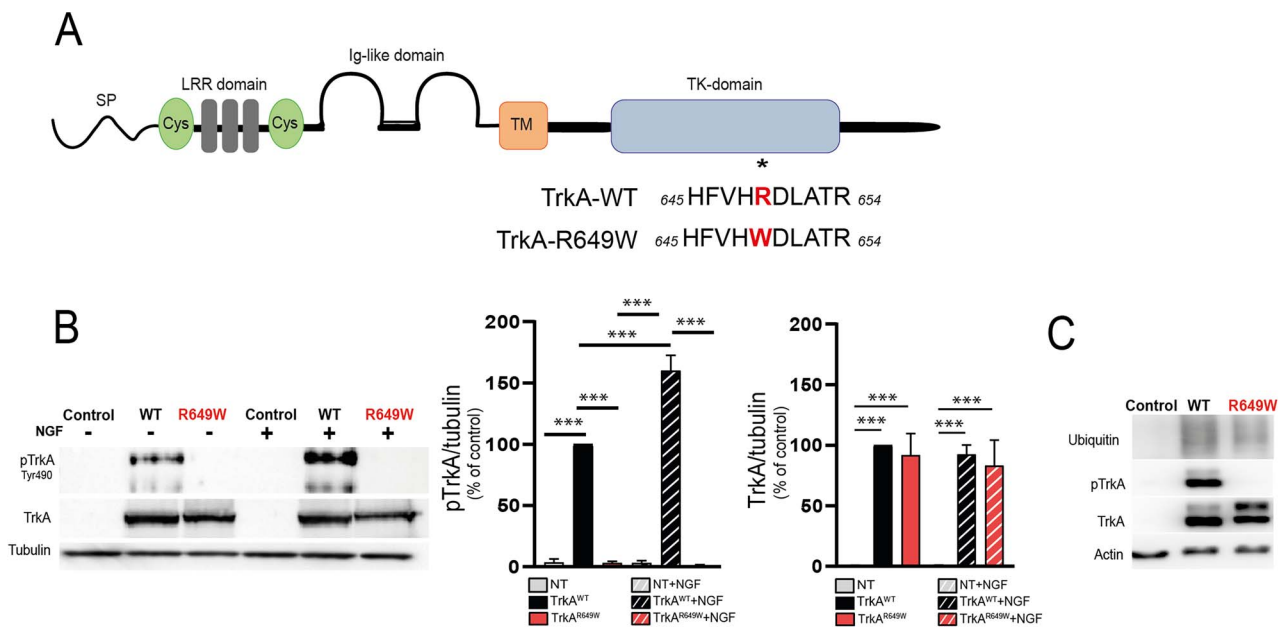 A
Ig-like domain
LRR domain
TK-domain
SP
Cys
Cys
TM
*
TrkA-WT 645 HFVHRDLATR 654
TrkA-R649W 645 HFVHWDLATR 654
B
Control WT R649W Control WT R649W
NGF - - - + + +
pTrkA
Tyr490
TrkA
Tubulin
pTrkA/tubulin
(% of control)
200
150
100
50
0
***
***
***
***
***
NT
TrkAWT
TrkAR649W
NT+NGF
TrkAWT+NGF
TrkAR649W+NGF
TrkA/tubulin
(% of control)
200
150
100
50
0
***
***
***
***
NT
TrkAWT
TrkAR649W
NT+NGF
TrkAWT+NGF
TrkAR649W+NGF
C
Control WT R649W
Ubiquitin
pTrkA
TrkA
Actin